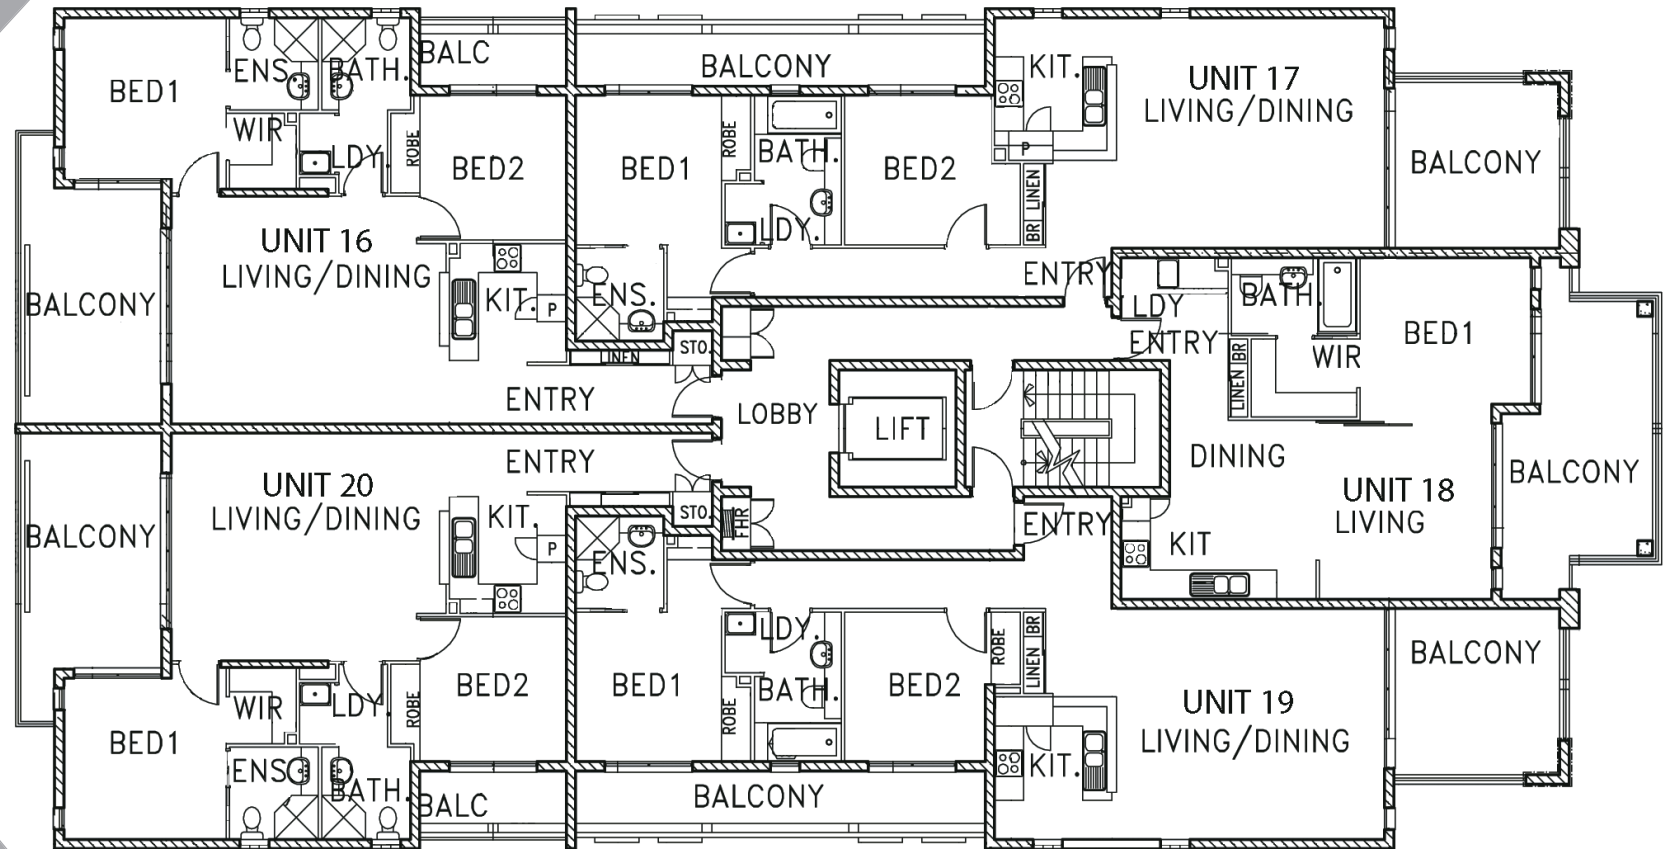 BED1
ENS.
BATH.
BALC
WIR
LDY.
ROBE
BED2
UNIT 16
LIVING/DINING
BALCONY
KIT.
P
LINEN
STO.
ENTRY
BALCONY
BED1
ROBE
BATH.
LDY.
BED2
ENS.
KIT.
P
LINEN
BR
UNIT 17
LIVING/DINING
BALCONY
ENTRY
LOBBY
LIFT
LDY
ENTRY
BATH.
WIR
LINEN
BR
BED1
DINING
UNIT 18
LIVING
BALCONY
KIT
ENTRY
FHR
ENTRY
UNIT 20
LIVING/DINING
BALCONY
KIT.
P
STO.
BED1
WIR
LDY.
ENS
BATH.
ROBE
BED2
BALC
ENS.
LDY.
BED1
ROBE
BATH.
BED2
ROBE
LINEN
BR
KIT.
BALCONY
UNIT 19
LIVING/DINING
BALCONY